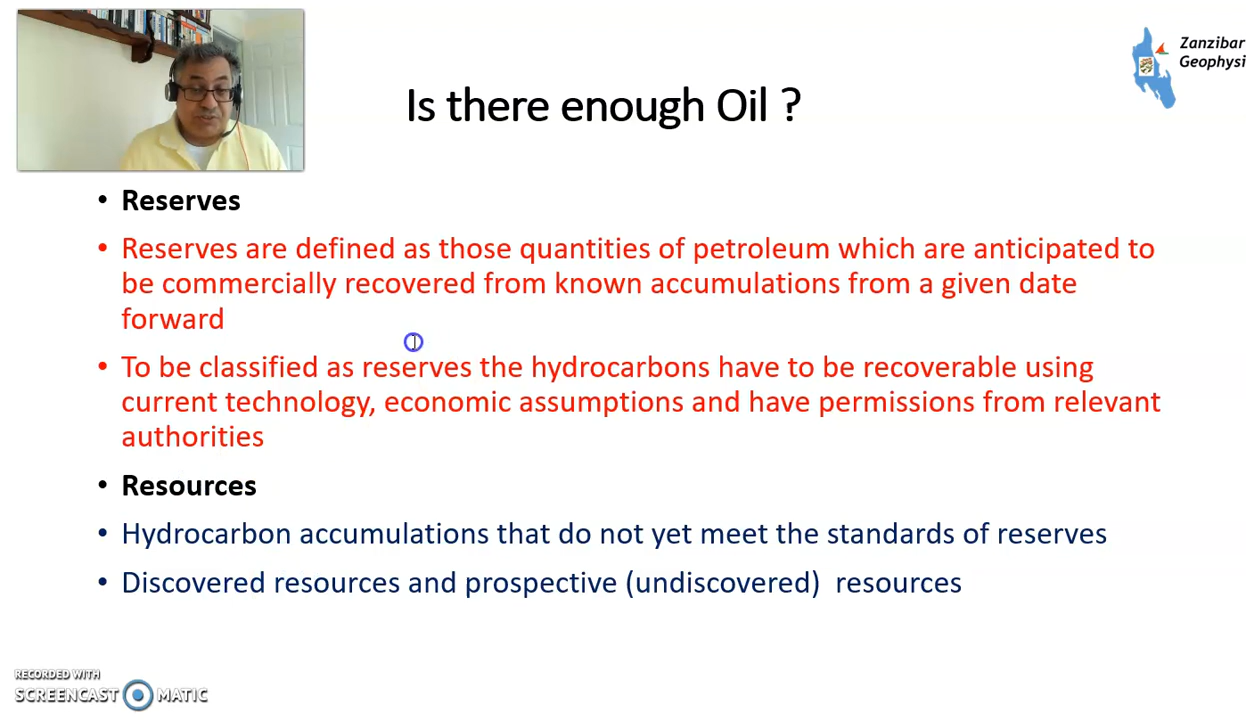 Zanzibar
Geophysi
Is there enough Oil ?
• Reserves
• Reserves are defined as those quantities of petroleum which are anticipated to
be commercially recovered from known accumulations from a given date
forward
• To be classified as reserves the hydrocarbons have to be recoverable using
current technology, economic assumptions and have permissions from relevant
authorities
• Resources
• Hydrocarbon accumulations that do not yet meet the standards of reserves
• Discovered resources and prospective (undiscovered) resources
RECORDED WITH
SCREENCAST MATIC